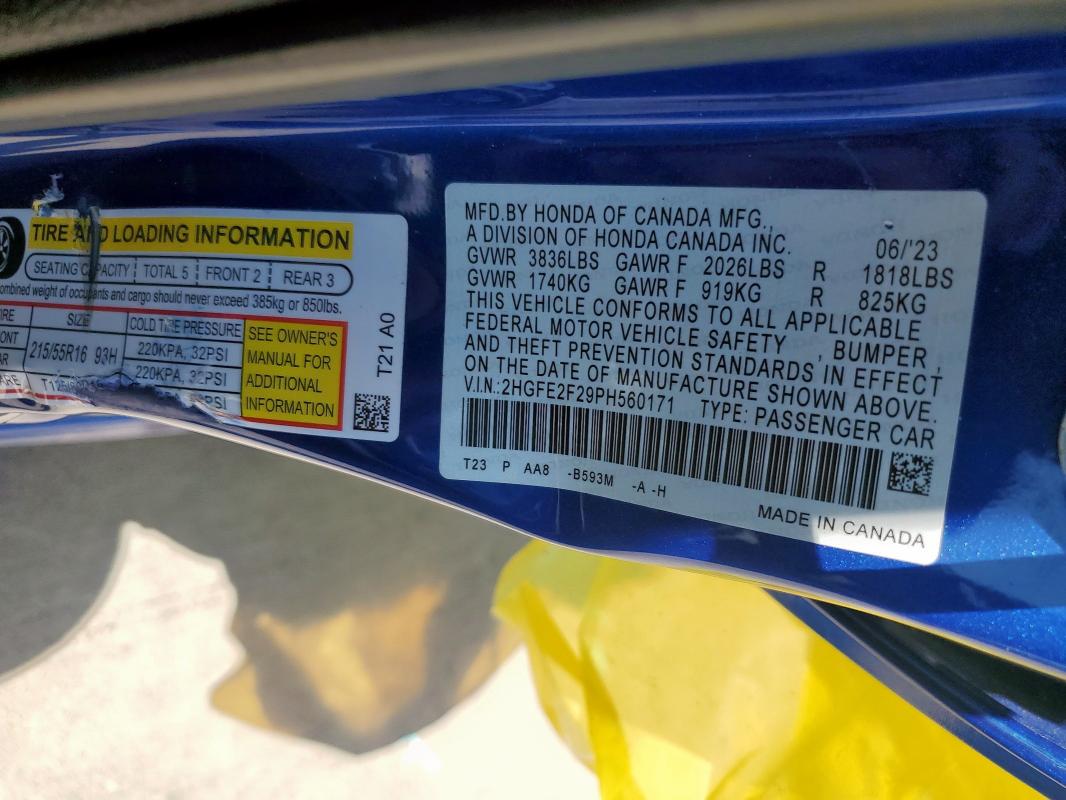 TIRE AND LOADING INFORMATION
SEATING CAPACITY TOTAL 5 FRONT 2 REAR 3
combined weight of occupants and cargo should never exceed 385kg or 850lbs.
SIZE COLD TIRE PRESSURE
215/55R16 93H 220KPA, 32PSI
220KPA, 32PSI
SEE OWNER'S
MANUAL FOR
ADDITIONAL
INFORMATION
T21 A0
MFD.BY HONDA OF CANADA MFG.,
A DIVISION OF HONDA CANADA INC. 06/'23
GVWR 3836LBS GAWR F 2026LBS R 1818LBS
GVWR 1740KG GAWR F 919KG R 825KG
THIS VEHICLE CONFORMS TO ALL APPLICABLE
FEDERAL MOTOR VEHICLE SAFETY , BUMPER ,
AND THEFT PREVENTION STANDARDS IN EFFECT
ON THE DATE OF MANUFACTURE SHOWN ABOVE.
V.I.N.:2HGFE2F29PH560171 TYPE: PASSENGER CAR
T23 P AA8 -B593M -A -H
MADE IN CANADA